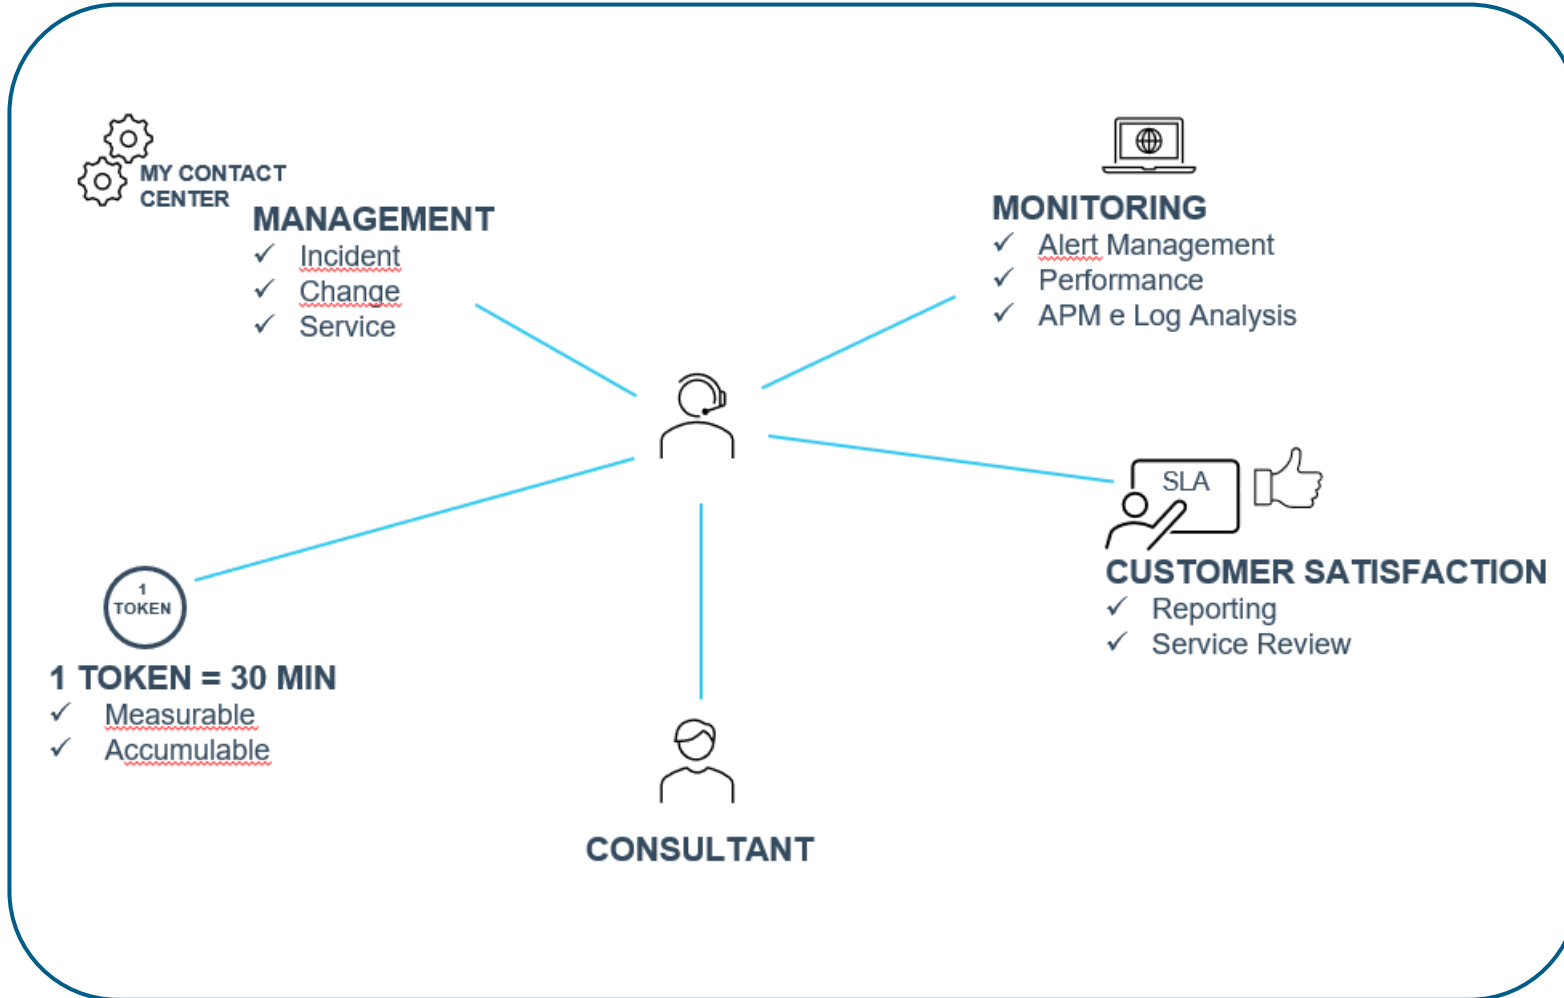 MY CONTACT
CENTER
MANAGEMENT
✓ Incident
✓ Change
✓ Service
MONITORING
✓ Alert Management
✓ Performance
✓ APM e Log Analysis
SLA
CUSTOMER SATISFACTION
✓ Reporting
✓ Service Review
1
TOKEN
1 TOKEN = 30 MIN
✓ Measurable
✓ Accumulable
CONSULTANT